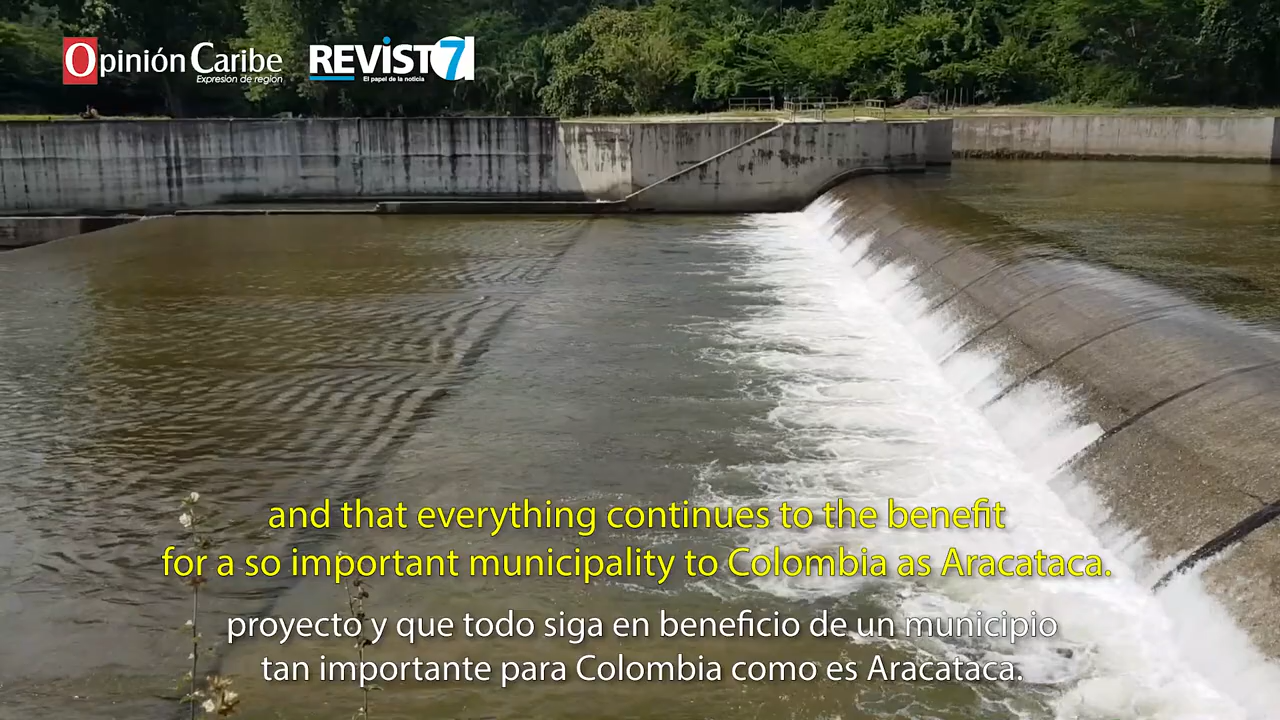 Opinión Caribe
Expresión de región
REVIST7
El papel de la noticia
and that everything continues to the benefit
for a so important municipality to Colombia as Aracataca.
proyecto y que todo siga en beneficio de un municipio
tan importante para Colombia como es Aracataca.